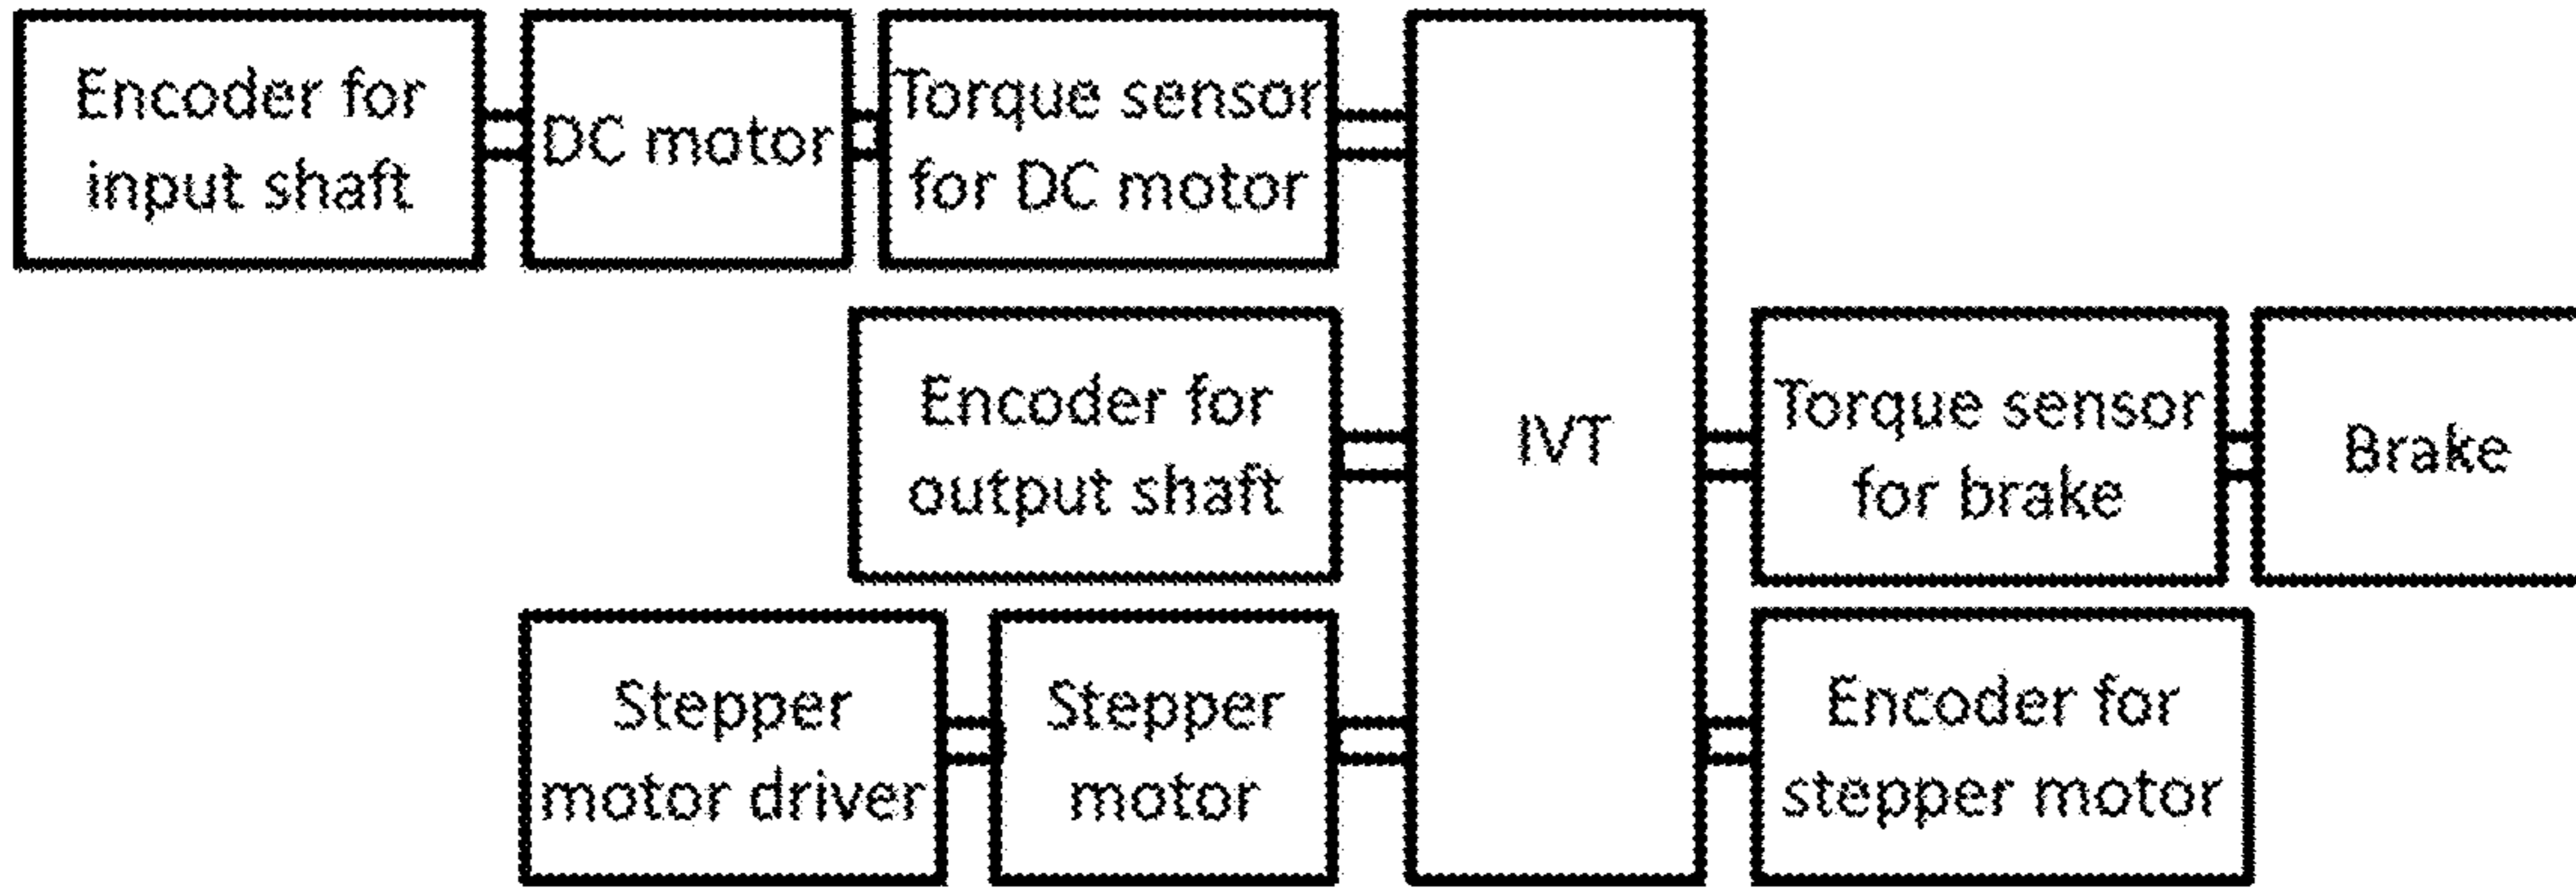 Encoder for
input shaft
DC motor
Torque sensor
for DC motor
Encoder for
output shaft
IVT
Torque sensor
for brake
Brake
Stepper
motor driver
Stepper
motor
Encoder for
stepper motor